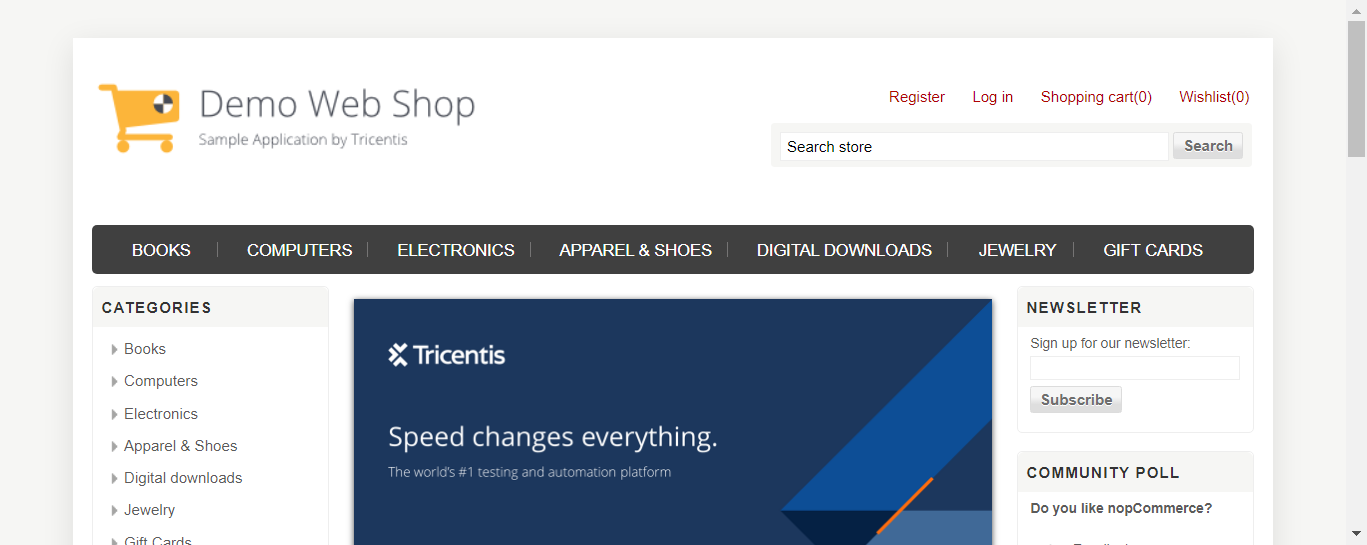 Demo Web Shop
Sample Application by Tricentis
Register Log in Shopping cart(0) Wishlist(0)
Search store Search
BOOKS COMPUTERS ELECTRONICS APPAREL & SHOES DIGITAL DOWNLOADS JEWELRY GIFT CARDS
CATEGORIES
Books
Computers
Electronics
Apparel & Shoes
Digital downloads
Jewelry
Gift Cards
Tricentis
Speed changes everything.
The world's #1 testing and automation platform
NEWSLETTER
Sign up for our newsletter:
Subscribe
COMMUNITY POLL
Do you like nopCommerce?